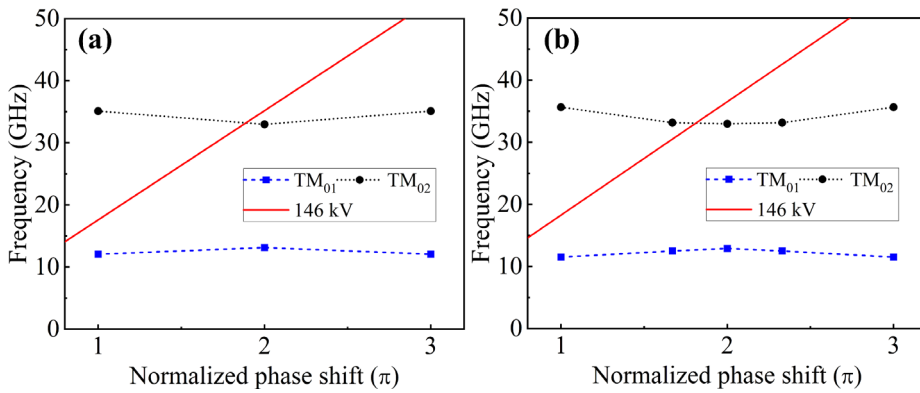 (a)
50
40
30
20
10
0
Frequency (GHz)
TM01 TM02
146 kV
1 2 3
Normalized phase shift (π)
(b)
50
40
30
20
10
0
Frequency (GHz)
TM01 TM02
146 kV
1 2 3
Normalized phase shift (π)